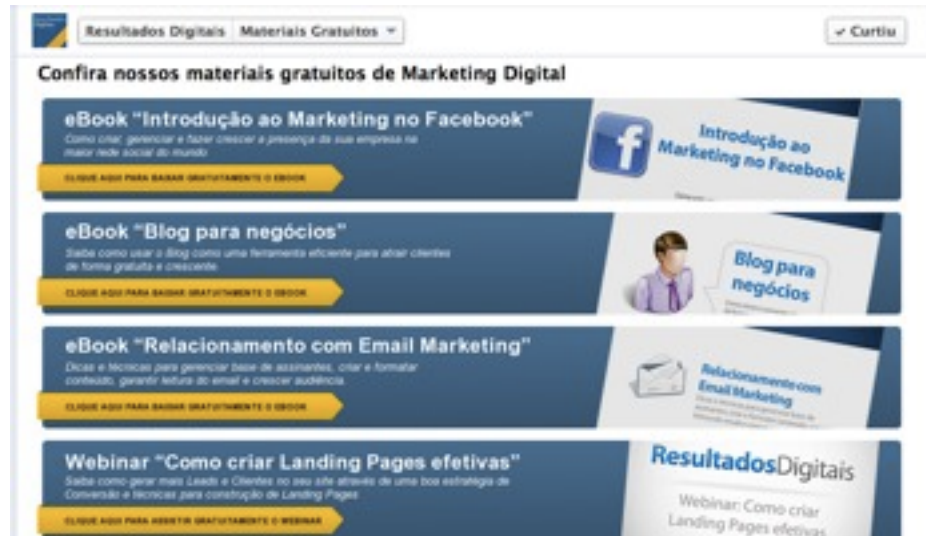 Resultados Digitais Materiais Gratuitos
✓ Curtiu
Confira nossos materiais gratuitos de Marketing Digital
eBook “Introdução ao Marketing no Facebook”
Como criar, gerenciar e fazer crescer a presença da sua empresa na
maior rede social do mundo
CLIQUE AQUI PARA BAIXAR GRATUITAMENTE O EBOOK
Introdução ao
Marketing no Facebook
eBook “Blog para negócios”
Saiba como usar o Blog como uma ferramenta eficiente para atrair clientes
de forma gratuita e crescente
CLIQUE AQUI PARA BAIXAR GRATUITAMENTE O EBOOK
Blog para
negócios
eBook “Relacionamento com Email Marketing”
Dicas e técnicas para gerenciar base de assinantes, criar e formatar
conteúdo, garantir leitura do email e crescer audiência.
CLIQUE AQUI PARA BAIXAR GRATUITAMENTE O EBOOK
Relacionamento com
Email Marketing
Webinar “Como criar Landing Pages efetivas”
Saiba como gerar mais Leads e Clientes no seu site através de uma boa estratégia de
Conversão e técnicas para construção de Landing Pages
CLIQUE AQUI PARA ASSISTIR GRATUITAMENTE O WEBINAR
ResultadosDigitais
Webinar: Como criar
Landing Pages efetivas